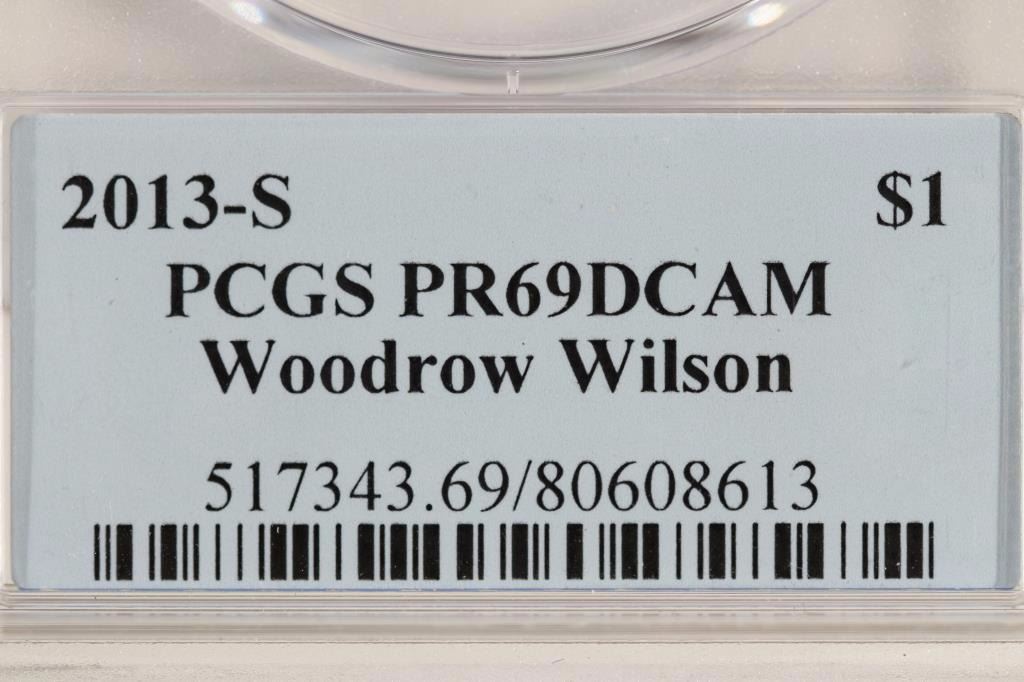 2013-S $1
PCGS PR69DCAM
Woodrow Wilson
517343.69/80608613